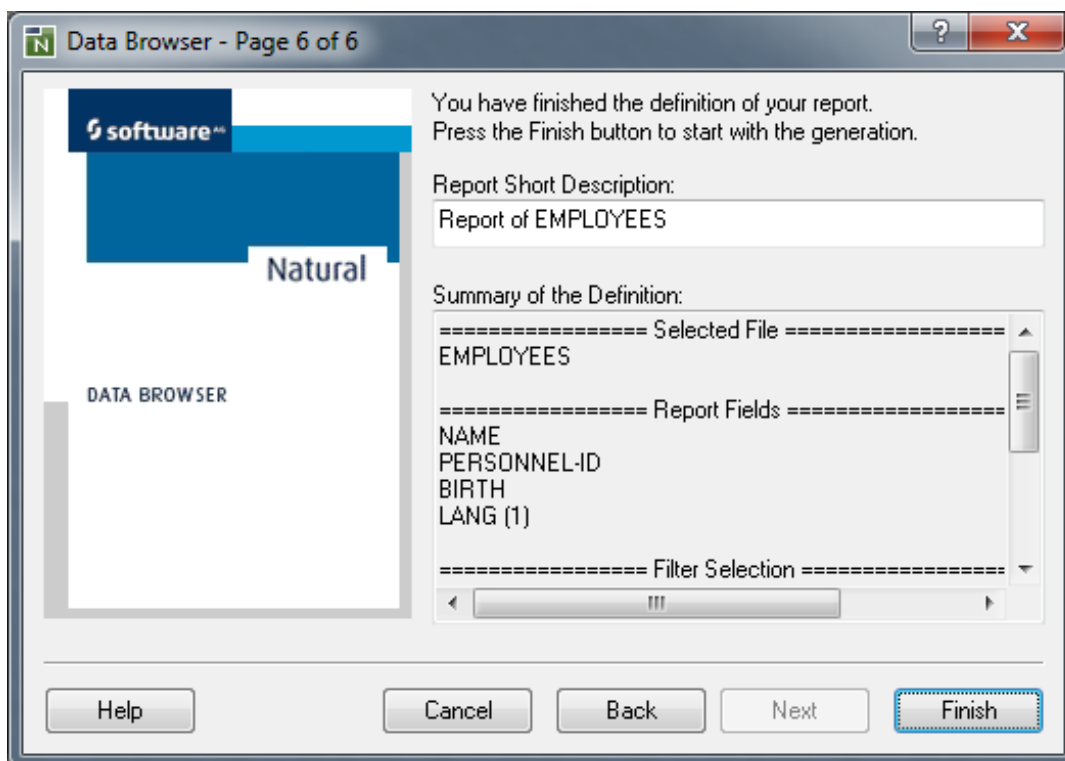 Data Browser - Page 6 of 6
software AG
Natural
DATA BROWSER
You have finished the definition of your report.
Press the Finish button to start with the generation.
Report Short Description:
Report of EMPLOYEES
Summary of the Definition:
================= Selected File ==================
EMPLOYEES
================= Report Fields ==================
NAME
PERSONNEL-ID
BIRTH
LANG (1)
================= Filter Selection =================
Help
Cancel
Back
Next
Finish